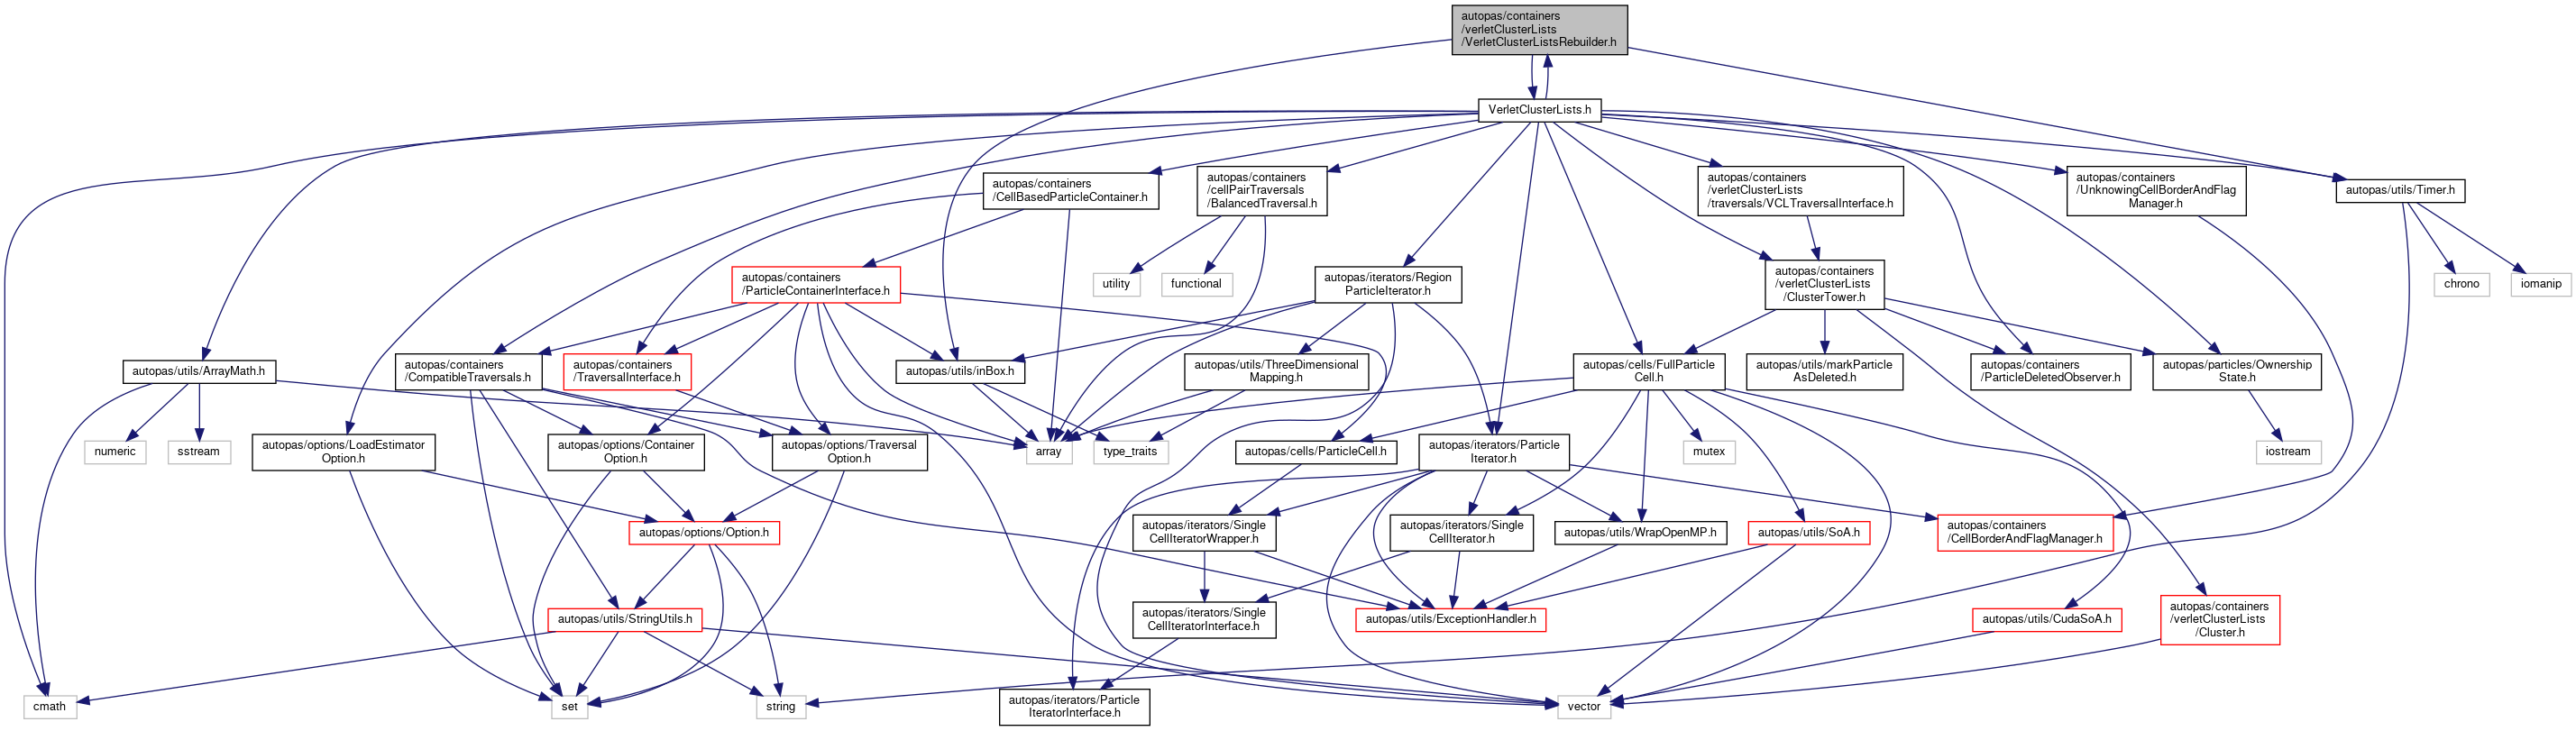 autopas/containers
/verletClusterLists
/VerletClusterListsRebuilder.h
VerletClusterLists.h
autopas/containers
/CellBasedParticleContainer.h
autopas/containers
/cellPairTraversals
/BalancedTraversal.h
autopas/containers
/verletClusterLists
/traversals/VCLTraversalInterface.h
autopas/containers
/UnknowingCellBorderAndFlag
Manager.h
autopas/utils/Timer.h
autopas/containers
/ParticleContainerInterface.h
utility
functional
autopas/iterators/Region
ParticleIterator.h
autopas/containers
/verletClusterLists
/ClusterTower.h
chrono
iomanip
autopas/utils/ArrayMath.h
autopas/containers
/CompatibleTraversals.h
autopas/containers
/TraversalInterface.h
autopas/utils/inBox.h
autopas/utils/ThreeDimensional
Mapping.h
autopas/cells/FullParticle
Cell.h
autopas/utils/markParticle
AsDeleted.h
autopas/containers
/ParticleDeletedObserver.h
autopas/particles/Ownership
State.h
numeric
sstream
autopas/options/LoadEstimator
Option.h
autopas/options/Container
Option.h
autopas/options/Traversal
Option.h
array
type_traits
autopas/cells/ParticleCell.h
autopas/iterators/Particle
Iterator.h
mutex
iostream
autopas/options/Option.h
autopas/iterators/Single
CellIteratorWrapper.h
autopas/iterators/Single
CellIterator.h
autopas/utils/WrapOpenMP.h
autopas/utils/SoA.h
autopas/containers
/CellBorderAndFlagManager.h
autopas/utils/StringUtils.h
autopas/iterators/Single
CellIteratorInterface.h
autopas/utils/ExceptionHandler.h
autopas/utils/CudaSoA.h
autopas/containers
/verletClusterLists
/Cluster.h
cmath
set
string
autopas/iterators/Particle
IteratorInterface.h
vector